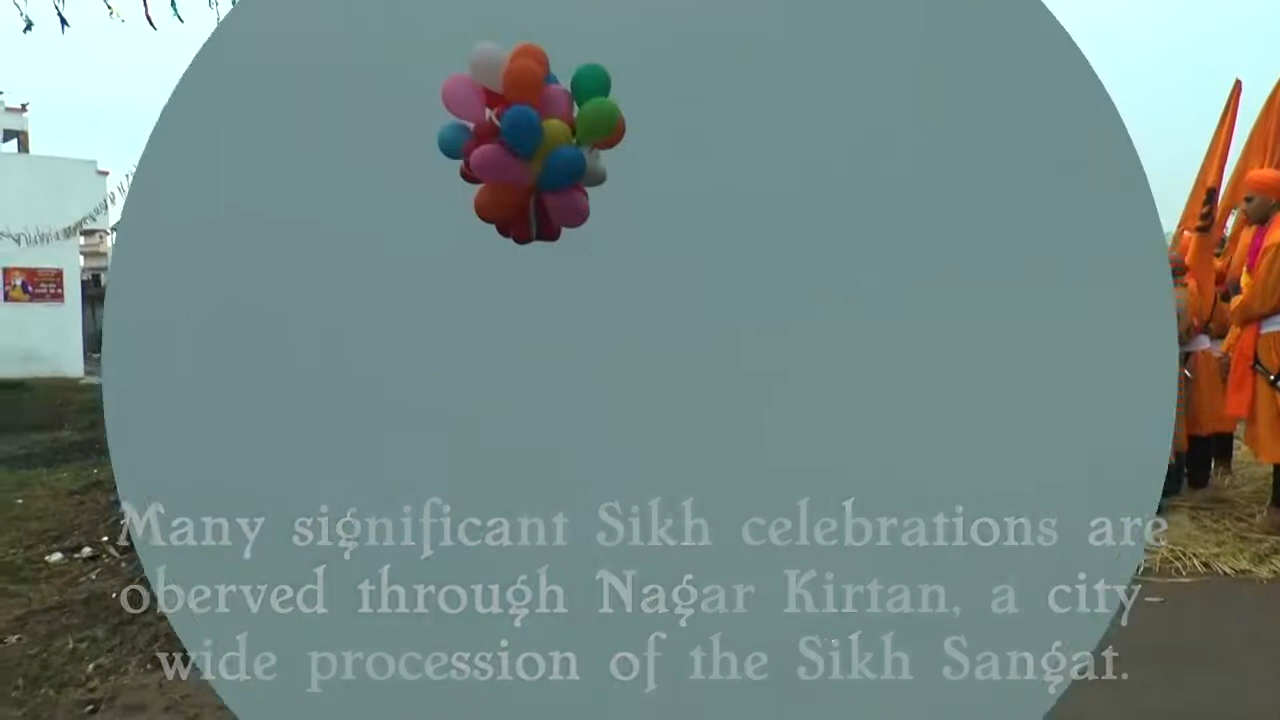 Many significant Sikh celebrations are
oberved through Nagar Kirtan, a city-
wide procession of the Sikh Sangat.